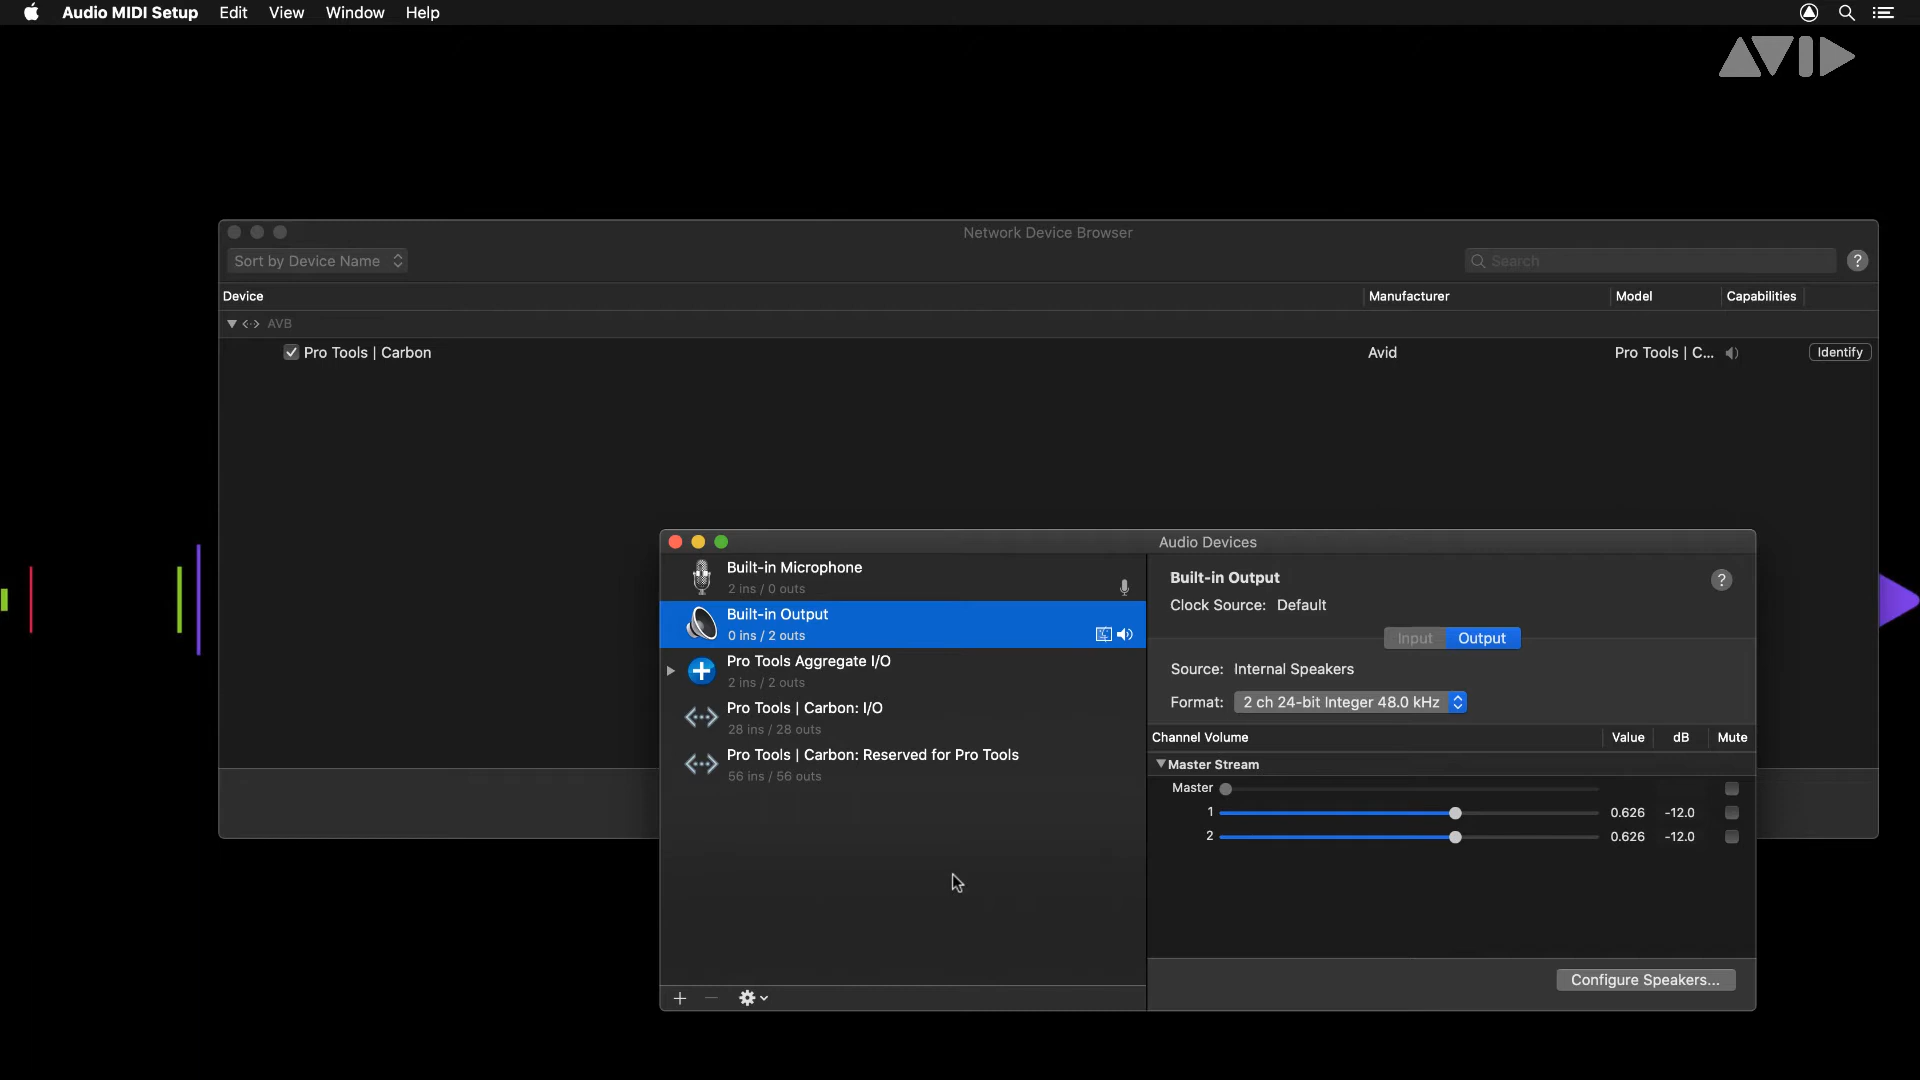 Audio MIDI Setup Edit View Window Help
AVID
Network Device Browser
Sort by Device Name
Search
?
Device Manufacturer Model Capabilities
AVB
Pro Tools | Carbon Avid Pro Tools | C... Identify
Audio Devices
Built-in Microphone
2 ins / 0 outs
Built-in Output
0 ins / 2 outs
Pro Tools Aggregate I/O
2 ins / 2 outs
Pro Tools | Carbon: I/O
28 ins / 28 outs
Pro Tools | Carbon: Reserved for Pro Tools
56 ins / 56 outs
Built-in Output
?
Clock Source: Default
Input Output
Source: Internal Speakers
Format: 2 ch 24-bit Integer 48.0 kHz
Channel Volume Value dB Mute
Master Stream
Master
1 0.626 -12.0
2 0.626 -12.0
Configure Speakers...